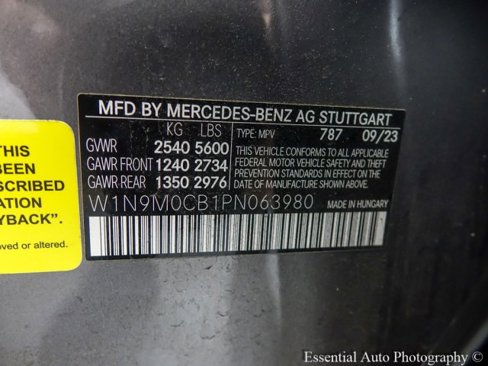 MFD BY MERCEDES-BENZ AG STUTTGART
KG LBS
GWWR 2540 5600
GAWR FRONT 1240 2734
GAWR REAR 1350 2976
TYPE: MPV 787 09/23
THIS VEHICLE CONFORMS TO ALL APPLICABLE
FEDERAL MOTOR VEHICLE SAFETY AND THEFT
PREVENTION STANDARDS IN EFFECT ON THE
DATE OF MANUFACTURE SHOWN ABOVE.
W1N9M0CB1PN063980 MADE IN HUNGARY
THIS
BEEN
ATION
YBACK”.
oved or altered.
Essential Auto Photography ©